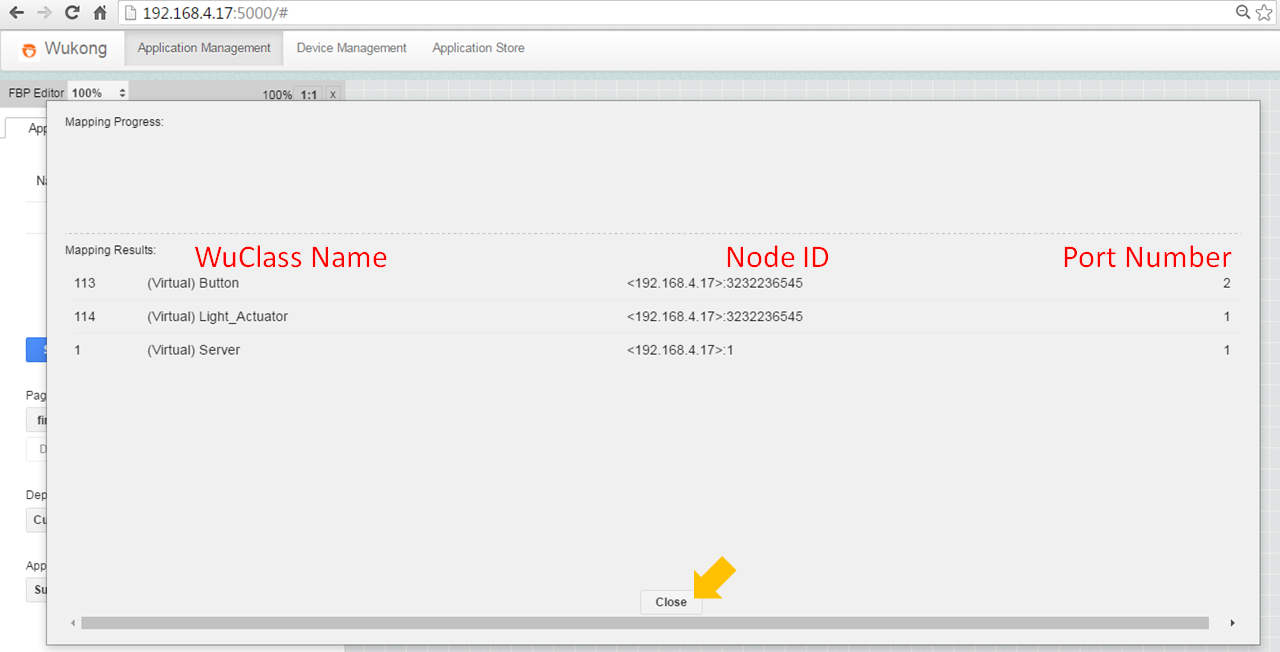 192.168.4.17:5000/#
Wukong Application Management Device Management Application Store
FBP Editor 100% 100% 1:1 x
App
Mapping Progress:
Na
Mapping Results: WuClass Name Node ID Port Number
113 (Virtual) Button <192.168.4.17>:3232236545 2
114 (Virtual) Light_Actuator <192.168.4.17>:3232236545 1
1 (Virtual) Server <192.168.4.17>:1 1
S
Pag
fir
D
Dep
Cu
App
Su
Close